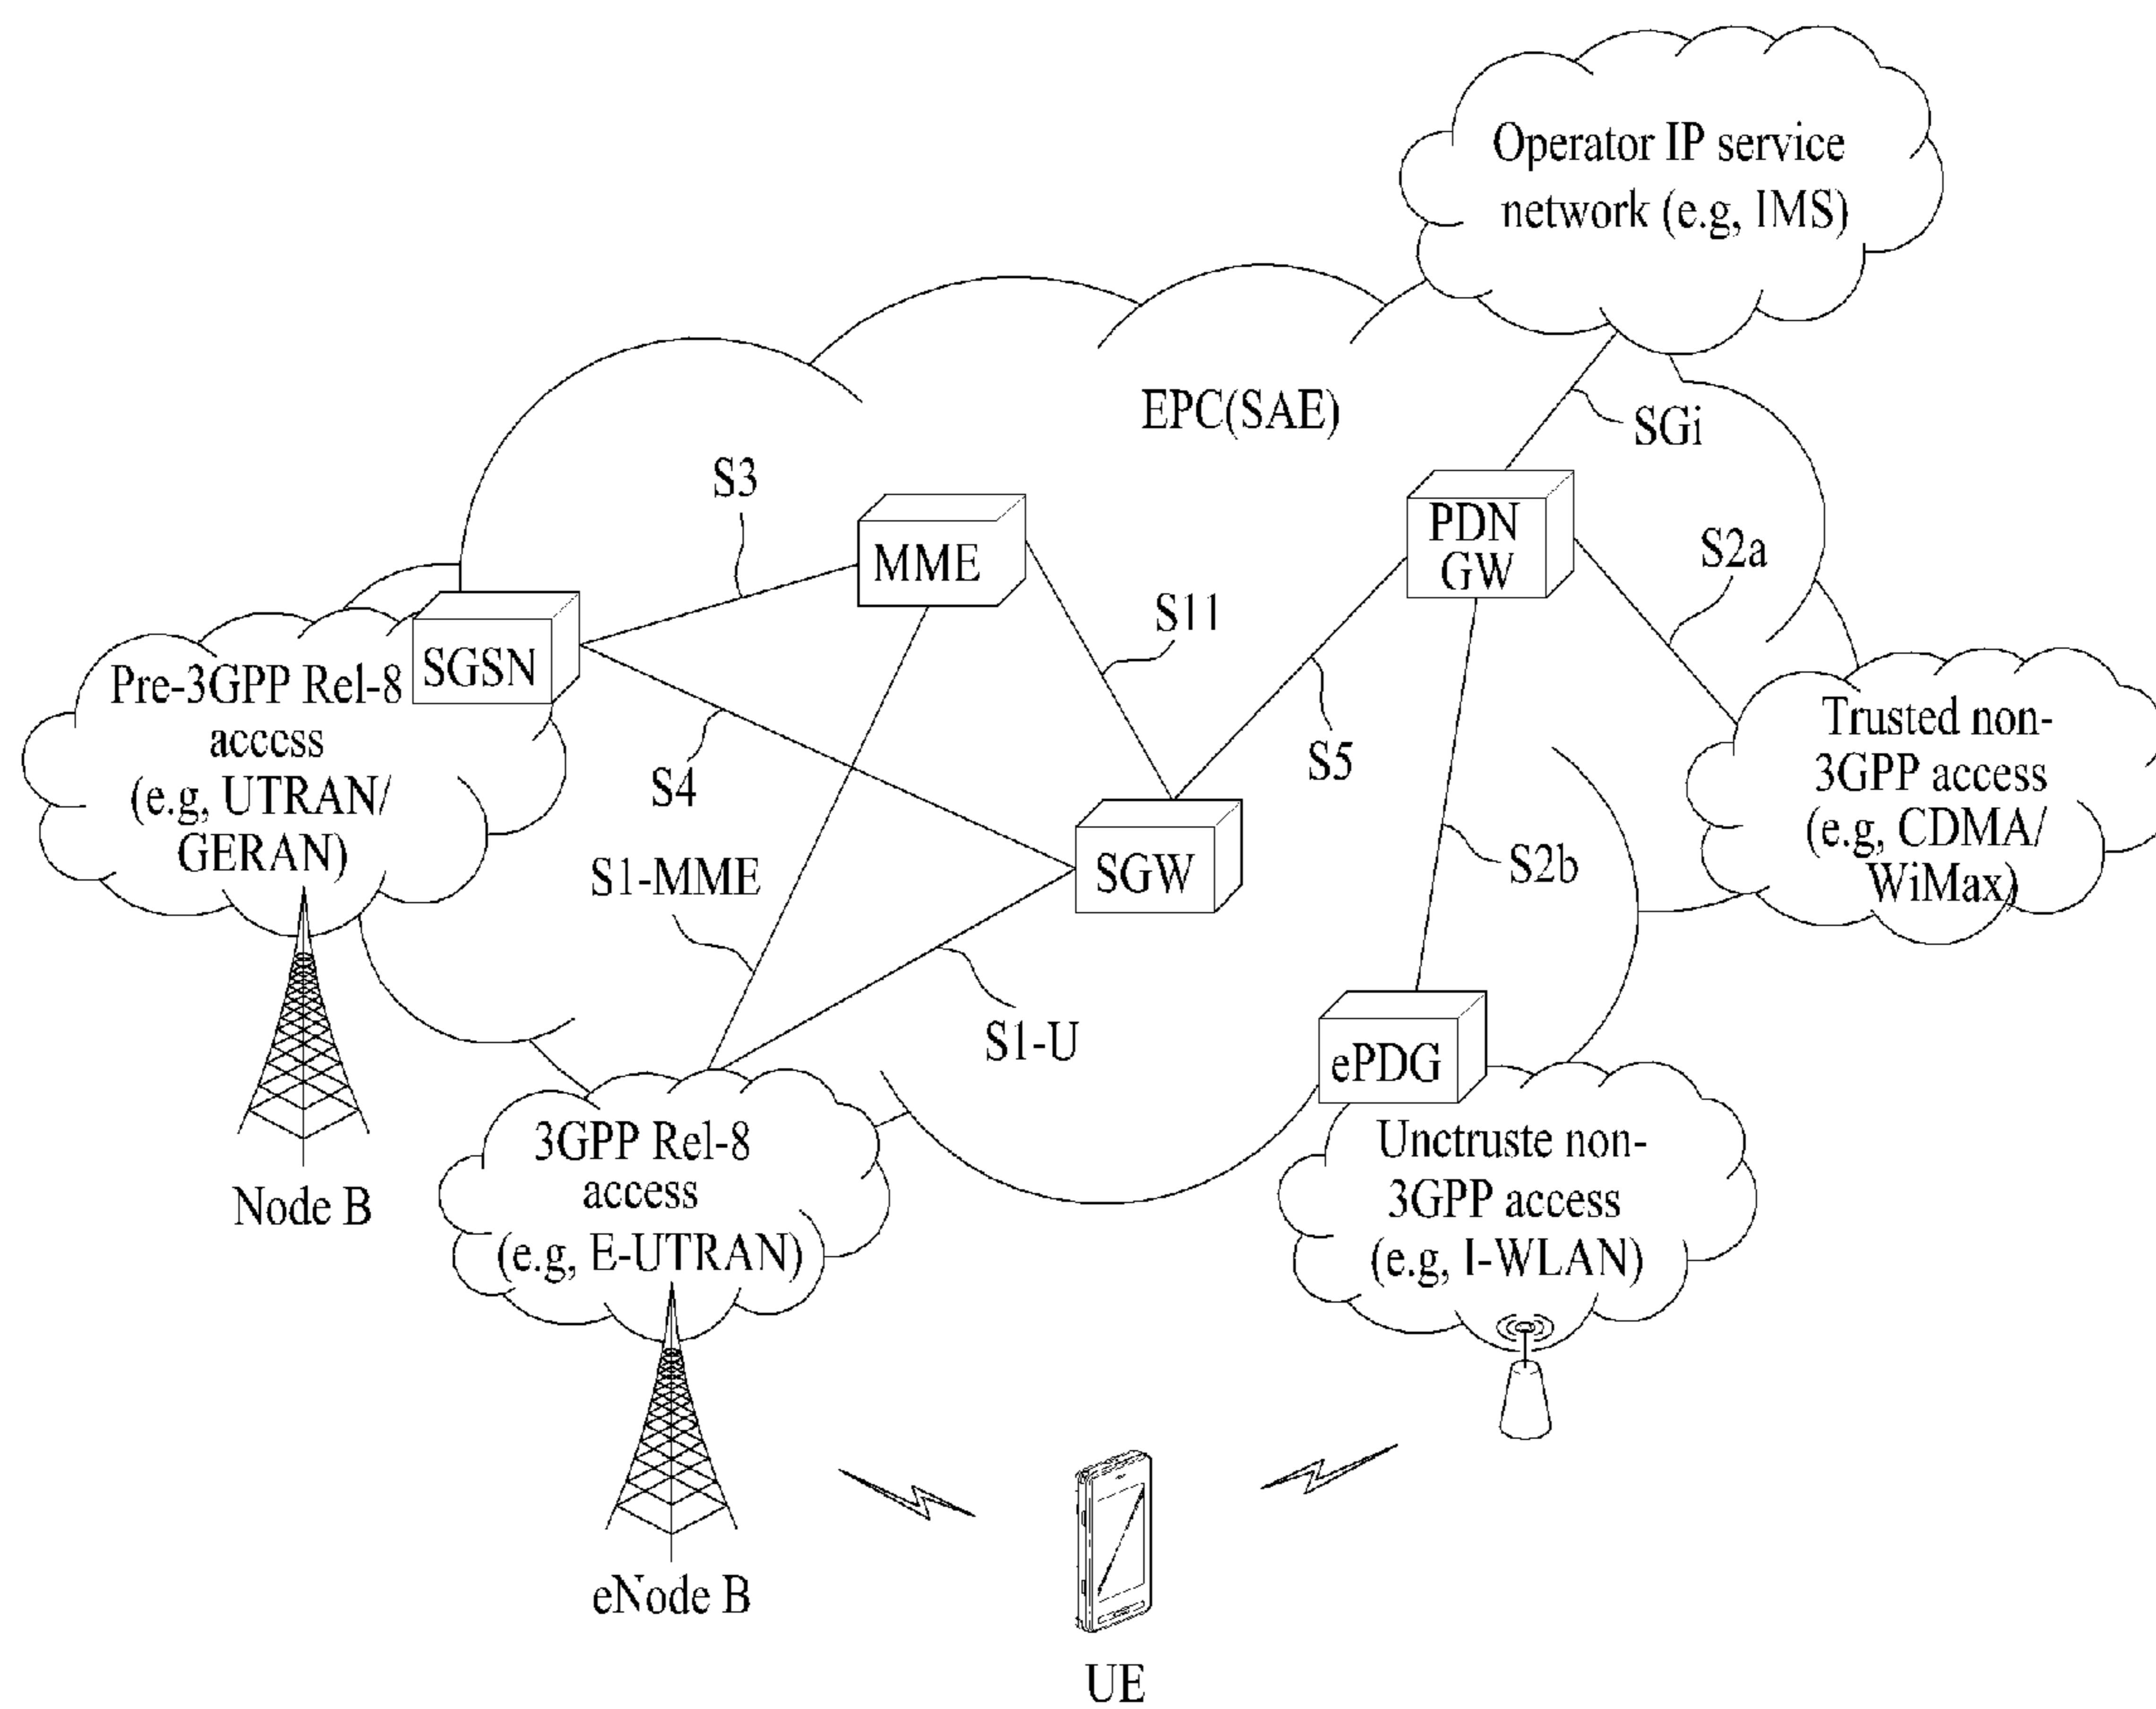 Operator IP service
network (e.g, IMS)
EPC(SAE)
SGi
S3
MME
PDN
GW
S2a
S11
SGSN
Pre-3GPP Rel-8
acccss
(e.g, UTRAN/
GERAN)
S4
S5
Trusted non-
3GPP access
(e.g, CDMA/
WiMax)
S1-MME
SGW
S2b
S1-U
ePDG
3GPP Rel-8
access
(e.g, E-UTRAN)
Unctruste non-
3GPP access
(e.g, I-WLAN)
Node B
eNode B
UE